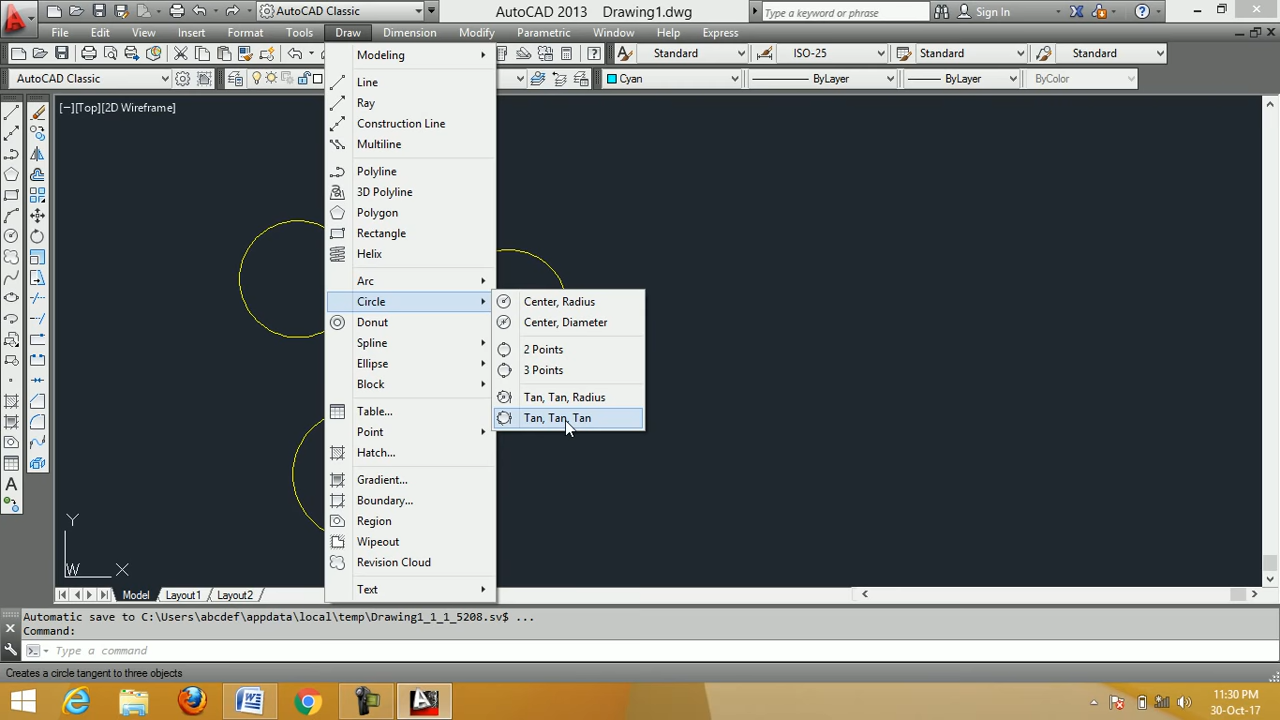 AutoCAD Classic
AutoCAD 2013 Drawing1.dwg
Type a keyword or phrase
Sign In
File Edit View Insert Format Tools Draw Dimension Modify Parametric Window Help Express
Standard ISO-25 Standard Standard
AutoCAD Classic
Cyan ByLayer ByLayer ByColor
[−][Top][2D Wireframe]
Modeling
Line
Ray
Construction Line
Multiline
Polyline
3D Polyline
Polygon
Rectangle
Helix
Arc
Circle
Donut
Spline
Ellipse
Block
Table...
Point
Hatch...
Gradient...
Boundary...
Region
Wipeout
Revision Cloud
Text
Center, Radius
Center, Diameter
2 Points
3 Points
Tan, Tan, Radius
Tan, Tan, Tan
A
Y
W X
Model Layout1 Layout2
Automatic save to C:\Users\abcdef\appdata\local\temp\Drawing1_1_1_5208.sv$ ...
Command:
Type a command
Creates a circle tangent to three objects
11:30 PM
30-Oct-17